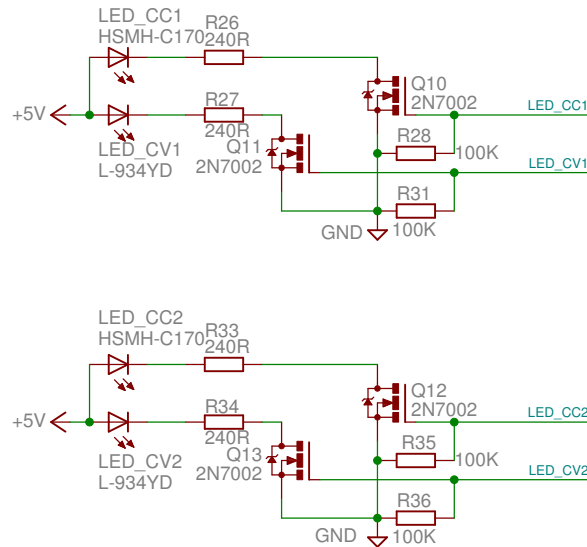 LED_CC1
HSMH-C170
R26
240R
+5V
R27
240R
LED_CV1
L-934YD
Q11
2N7002
Q10
2N7002
LED_CC1
R28
100K
LED_CV1
R31
100K
GND
LED_CC2
HSMH-C170
R33
240R
+5V
R34
240R
LED_CV2
L-934YD
Q13
2N7002
Q12
2N7002
LED_CC2
R35
100K
LED_CV2
R36
100K
GND